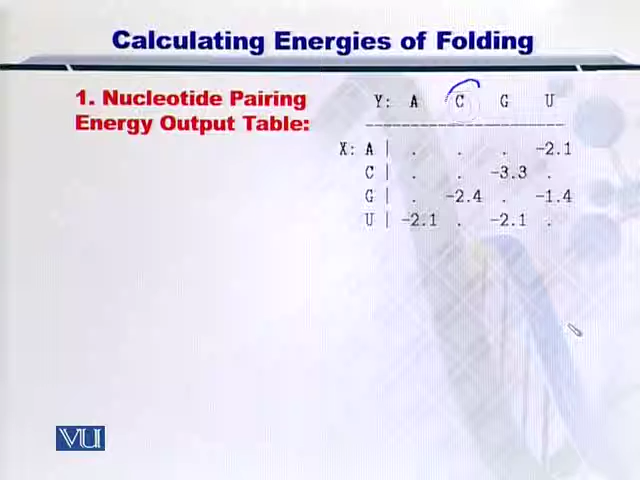 Calculating Energies of Folding
1. Nucleotide Pairing
Energy Output Table:
Y: A C G U
------------------------
X: A | . . . -2.1
C | . . -3.3 .
G | . -2.4 . -1.4
U | -2.1 . -2.1 .
VU